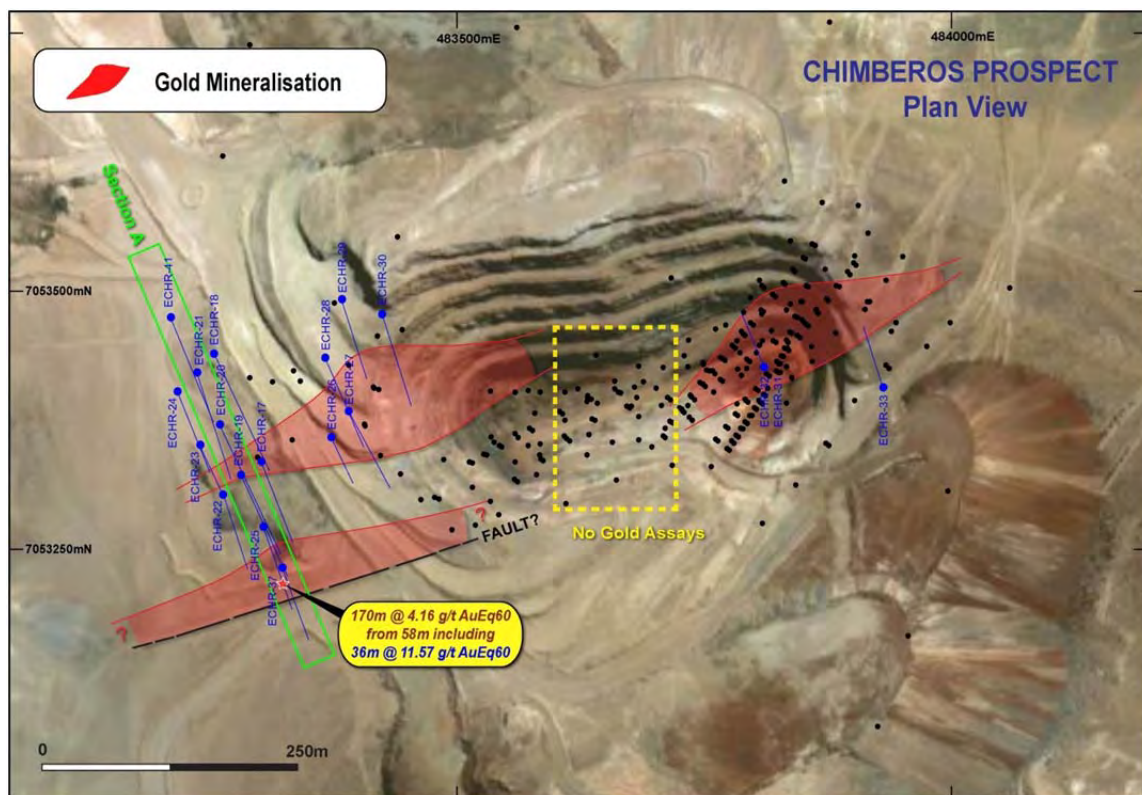 483500mE
484000mE
Gold Mineralisation
CHIMBEROS PROSPECT
Plan View
Section A
7053500mN
ECHR-41
ECHR-21
ECHR-18
ECHR-29
ECHR-30
ECHR-28
ECHR-27
ECHR-26
ECHR-24
ECHR-20
ECHR-23
ECHR-19
ECHR-17
ECHR-22
ECHR-25
ECHR-37
ECHR-32
ECHR-31
ECHR-33
?
FAULT?
No Gold Assays
7053250mN
?
170m @ 4.16 g/t AuEq60
from 58m including
36m @ 11.57 g/t AuEq60
0
250m